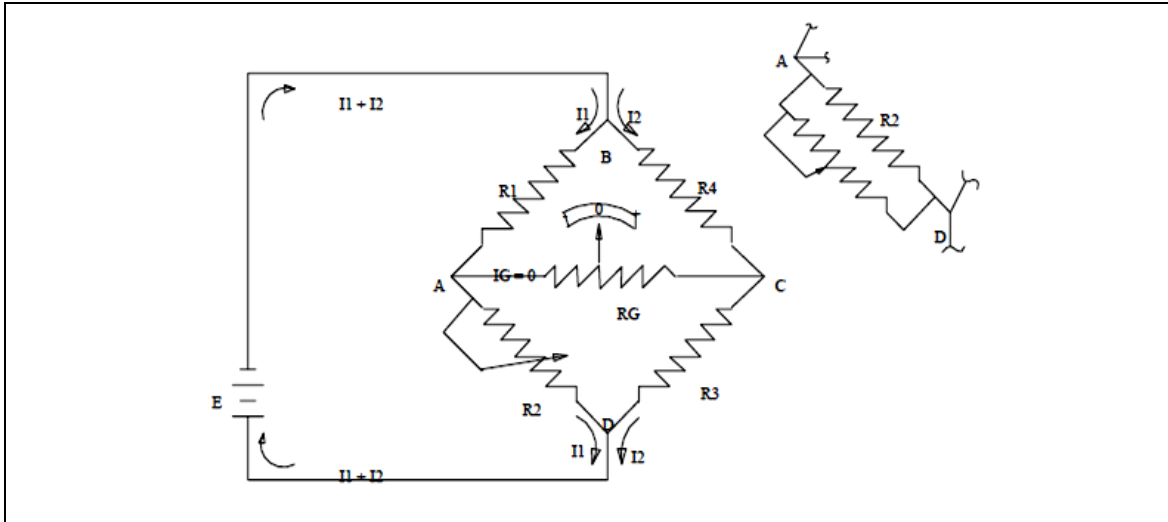 I1 + I2
I1
I2
B
R1
R4
- 0 +
A
IG = 0
C
RG
E
R2
R3
D
I1
I2
I1 + I2
A
R2
D